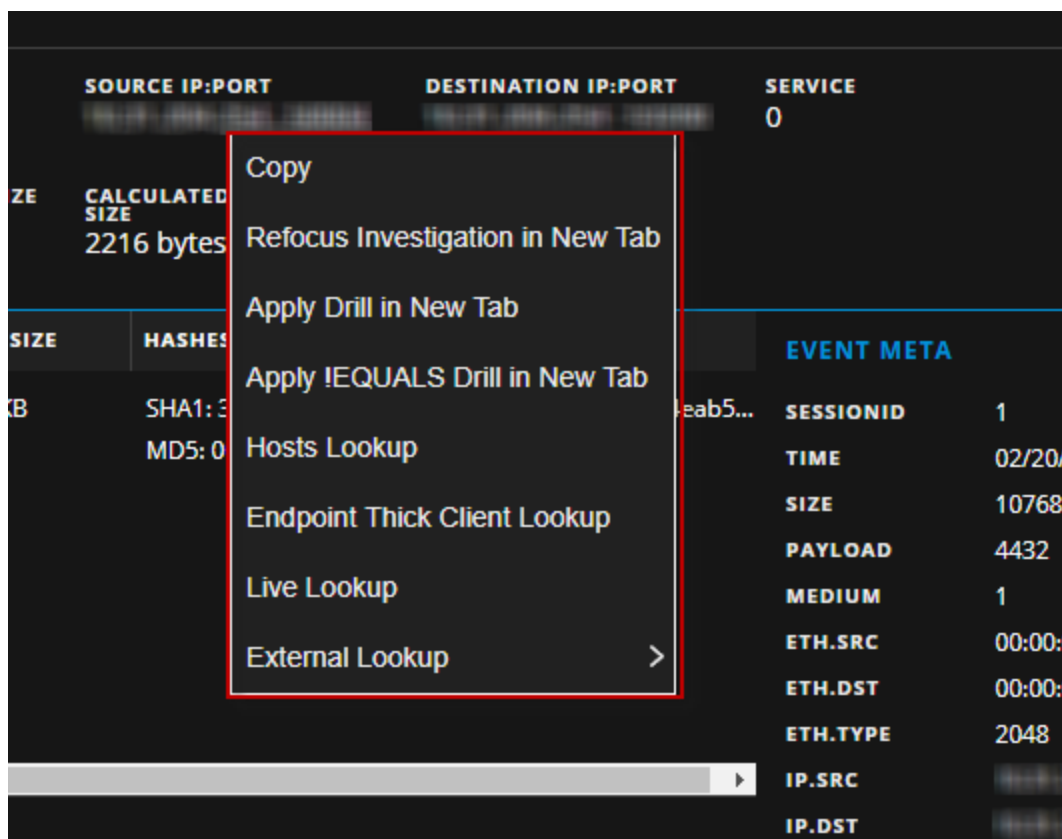 SOURCE IP:PORT DESTINATION IP:PORT SERVICE
0
ZE CALCULATED
SIZE
2216 bytes
Copy
Refocus Investigation in New Tab
Apply Drill in New Tab
Apply !EQUALS Drill in New Tab
Hosts Lookup
Endpoint Thick Client Lookup
Live Lookup
External Lookup
SIZE HASHES
KB SHA1: 3 4eab5...
MD5: 0
EVENT META
SESSIONID 1
TIME 02/20/
SIZE 10768
PAYLOAD 4432
MEDIUM 1
ETH.SRC 00:00:
ETH.DST 00:00:
ETH.TYPE 2048
IP.SRC
IP.DST